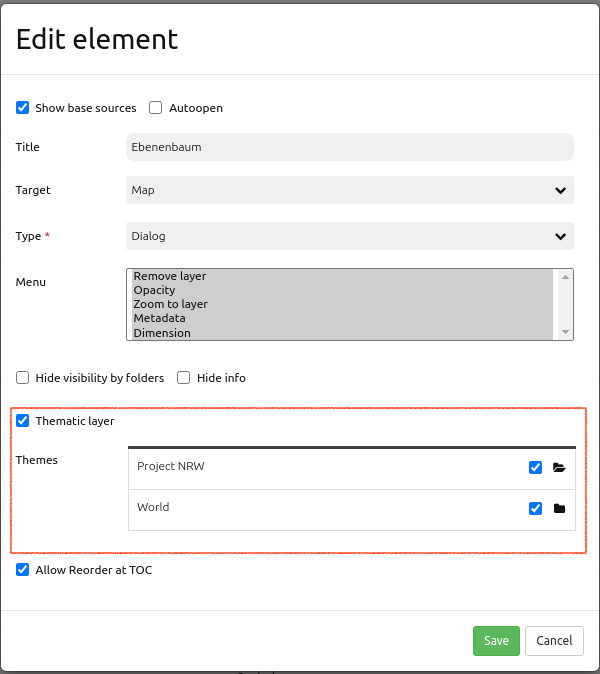 Edit element
Show base sources Autoopen
Title Ebenenbaum
Target Map
Type * Dialog
Menu Remove layer
Opacity
Zoom to layer
Metadata
Dimension
Hide visibility by folders Hide info
Thematic layer
Themes Project NRW
World
Allow Reorder at TOC
Save Cancel